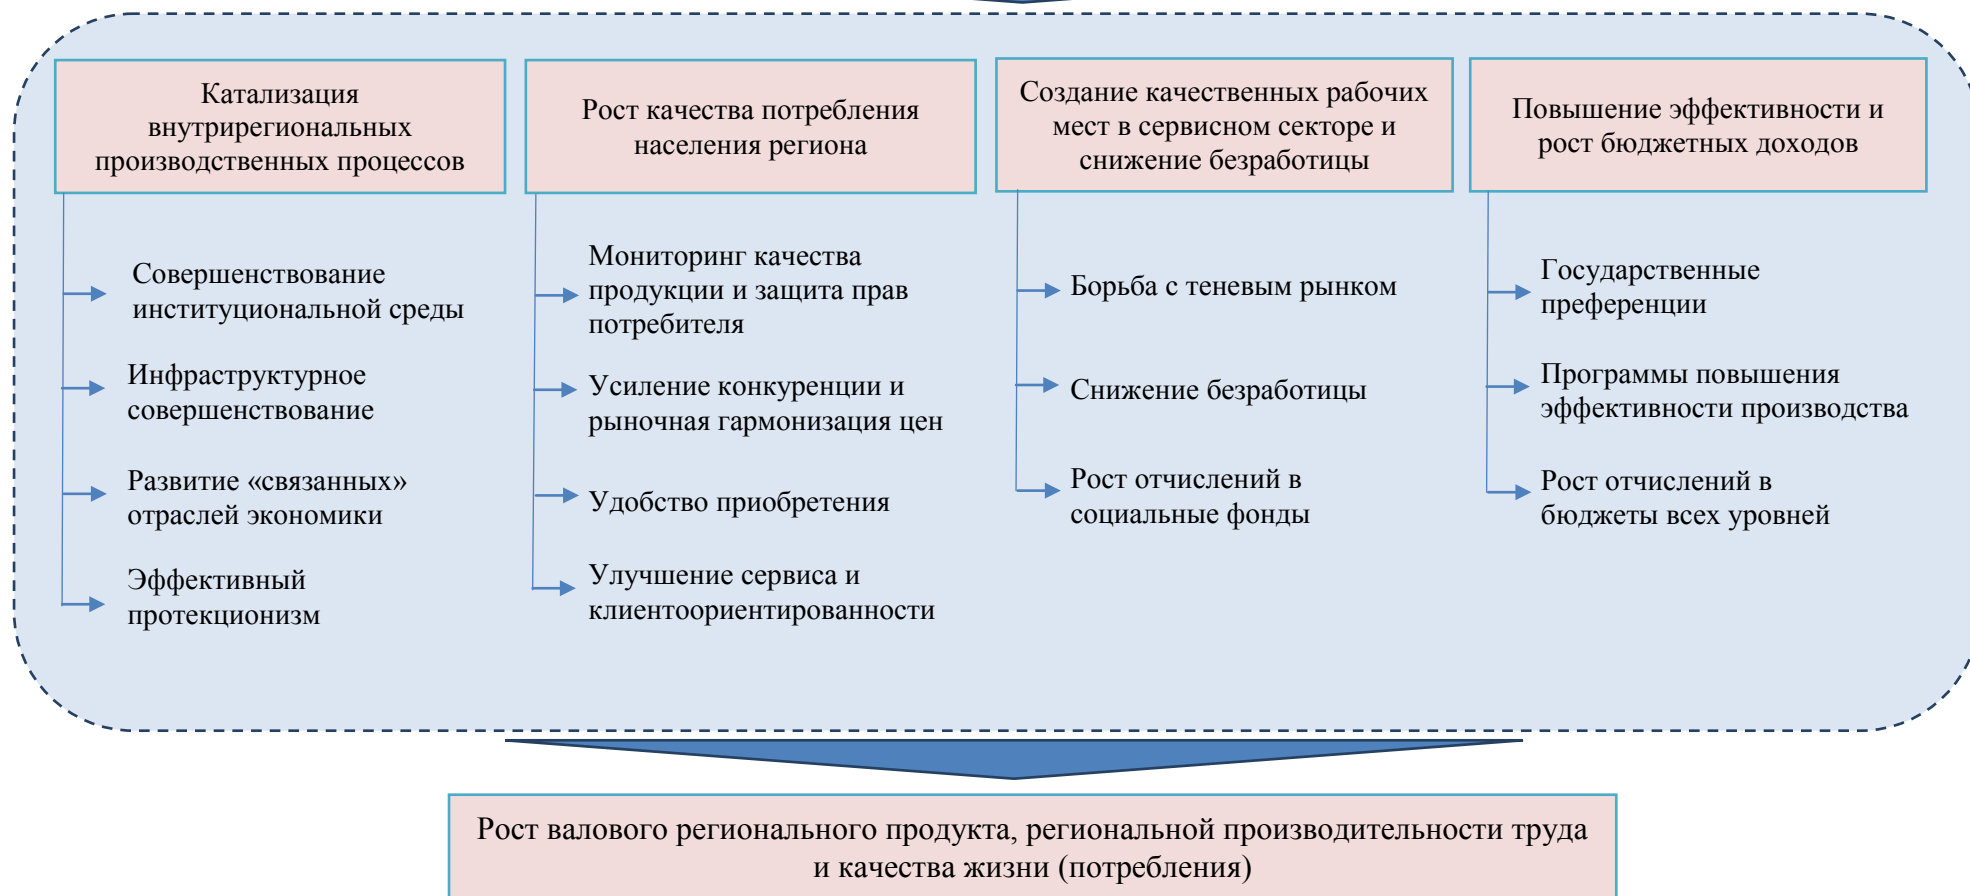 Катализация
внутрирегиональных
производственных процессов
Совершенствование
институциональной среды
Инфраструктурное
совершенствование
Развитие «связанных»
отраслей экономики
Эффективный
протекционизм
Рост качества потребления
населения региона
Мониторинг качества
продукции и защита прав
потребителя
Усиление конкуренции и
рыночная гармонизация цен
Удобство приобретения
Улучшение сервиса и
клиентоориентированности
Создание качественных рабочих
мест в сервисном секторе и
снижение безработицы
Борьба с теневым рынком
Снижение безработицы
Рост отчислений в
социальные фонды
Повышение эффективности и
рост бюджетных доходов
Государственные
преференции
Программы повышения
эффективности производства
Рост отчислений в
бюджеты всех уровней
Рост валового регионального продукта, региональной производительности труда
и качества жизни (потребления)